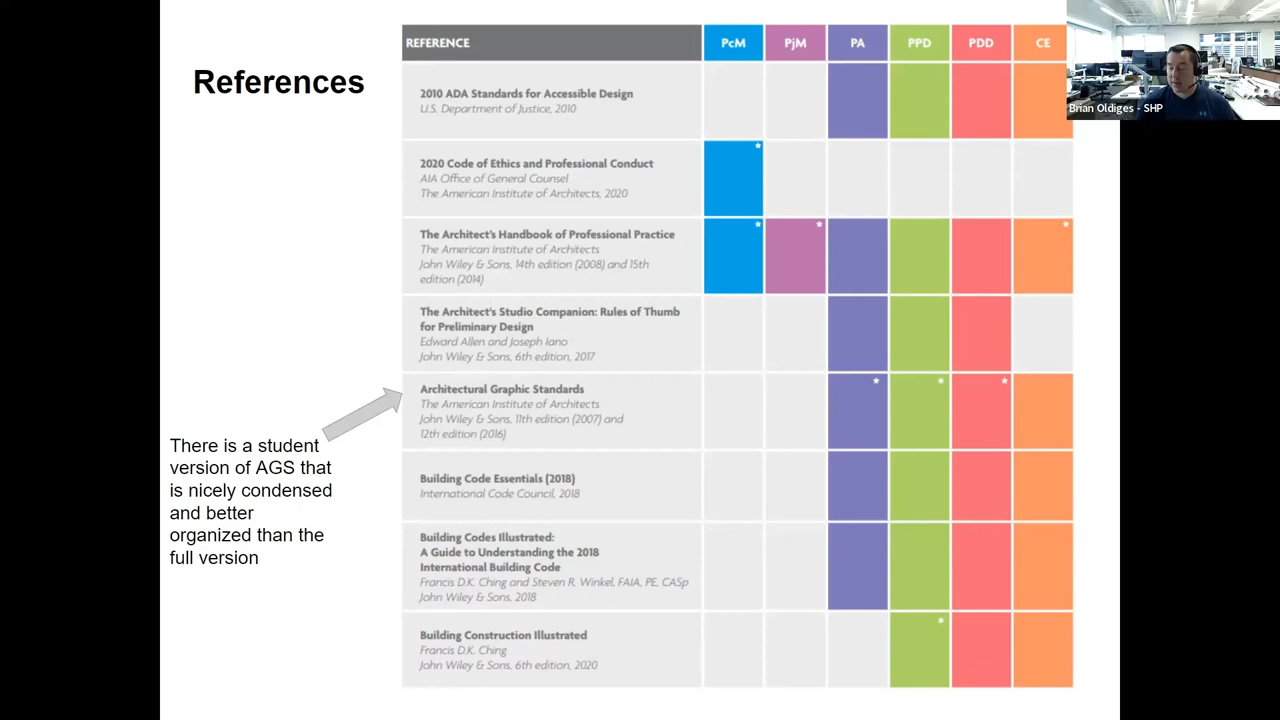 References
REFERENCE PcM PjM PA PPD PDD CE
2010 ADA Standards for Accessible Design
U.S. Department of Justice, 2010
2020 Code of Ethics and Professional Conduct
AIA Office of General Counsel
The American Institute of Architects, 2020
The Architect's Handbook of Professional Practice
The American Institute of Architects
John Wiley & Sons, 14th edition (2008) and 15th
edition (2014)
The Architect's Studio Companion: Rules of Thumb
for Preliminary Design
Edward Allen and Joseph Iano
John Wiley & Sons, 6th edition, 2017
Architectural Graphic Standards
The American Institute of Architects
John Wiley & Sons, 11th edition (2007) and
12th edition (2016)
Building Code Essentials (2018)
International Code Council, 2018
Building Codes Illustrated:
A Guide to Understanding the 2018
International Building Code
Francis D.K. Ching and Steven R. Winkel, FAIA, PE, CASp
John Wiley & Sons, 2018
Building Construction Illustrated
Francis D.K. Ching
John Wiley & Sons, 6th edition, 2020
There is a student
version of AGS that
is nicely condensed
and better
organized than the
full version
Brian Oldiges - SHP